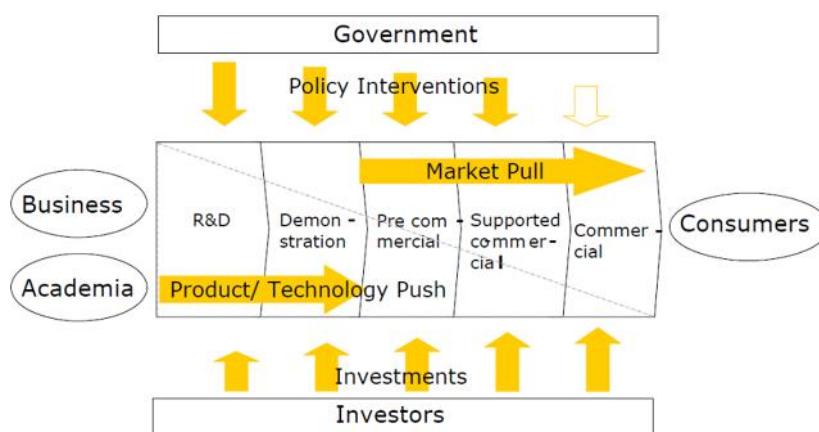 Government
Policy Interventions
Market Pull
Business
R&D
Demon -
stration
Pre com -
mercial
Supported
commer-
cial
Commer -
cial
Consumers
Academia
Product/ Technology Push
Investments
Investors